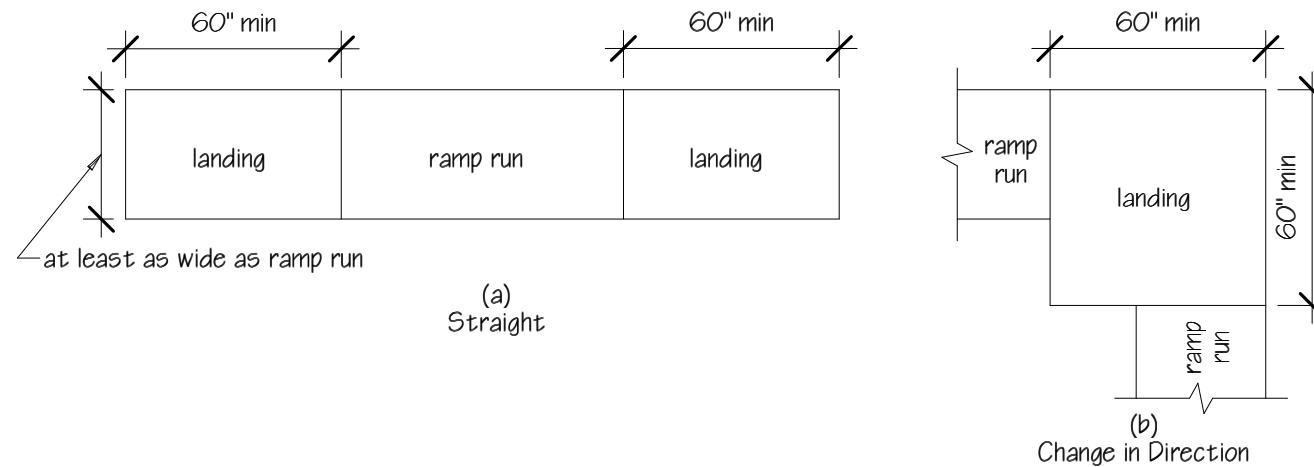 60" min
60" min
landing
ramp run
landing
at least as wide as ramp run
(a)
Straight
60" min
ramp
run
landing
60" min
ramp
run
(b)
Change in Direction